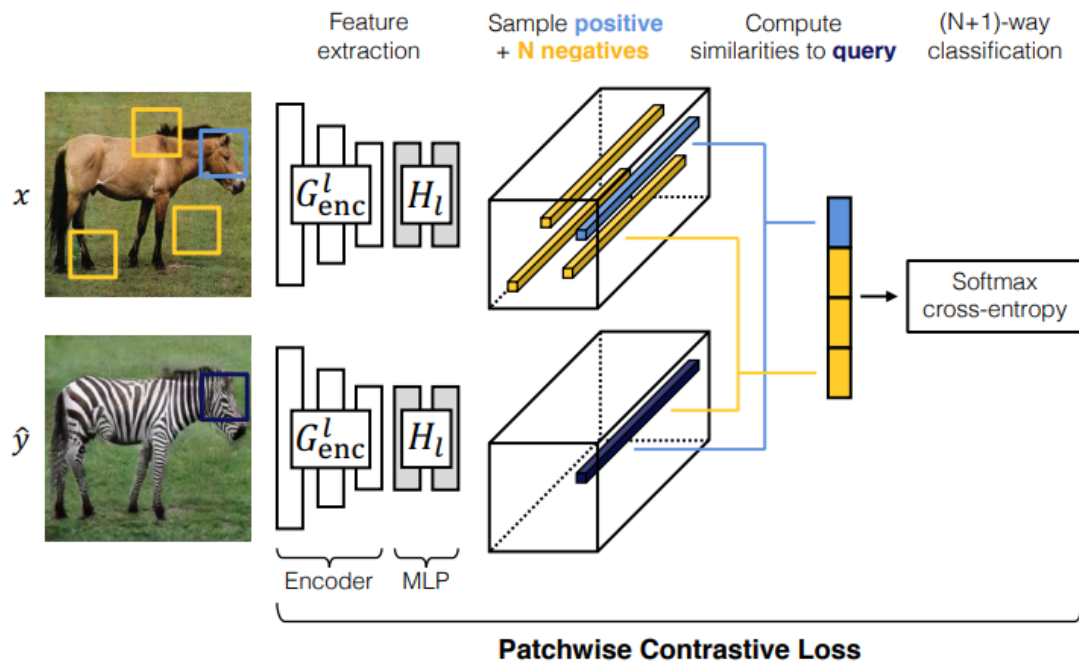 Feature
extraction
Sample positive
+ N negatives
Compute
similarities to query
(N+1)-way
classification
x
G^l_enc
H_l
Softmax
cross-entropy
ŷ
G^l_enc
H_l
Encoder
MLP
Patchwise Contrastive Loss